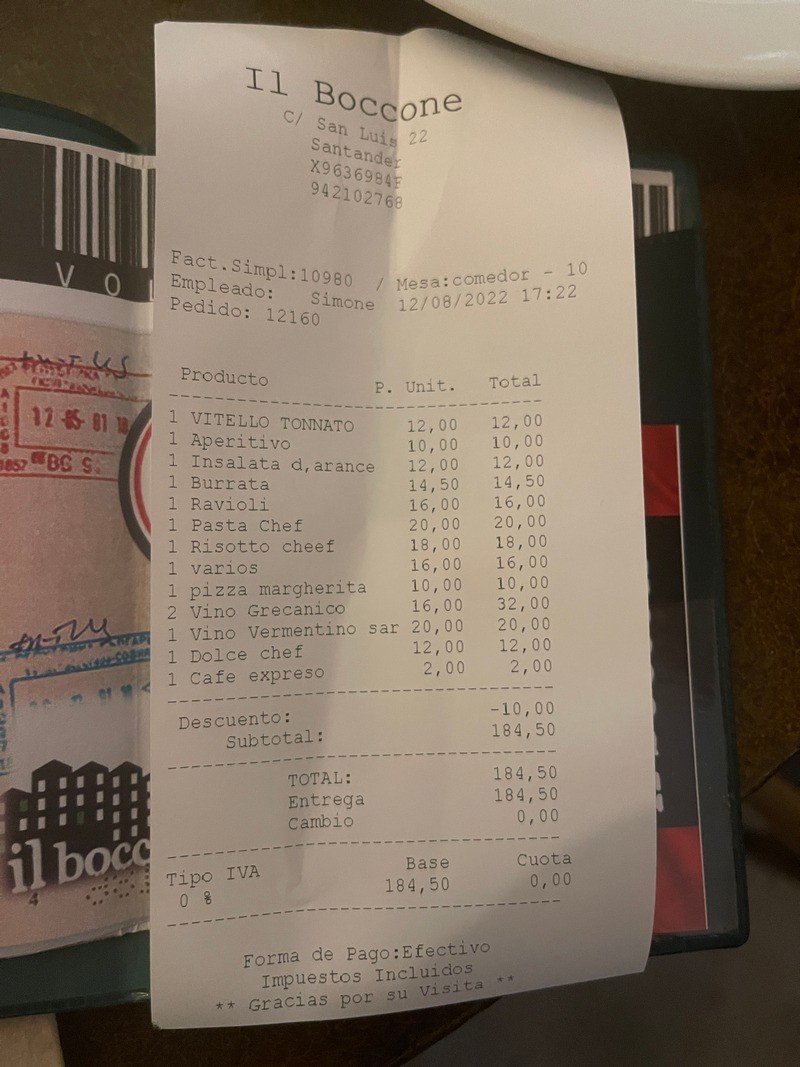 Il Boccone
C/ San Luis 22
Santander
X9636984F
942102768
Fact.Simpl:10980 / Mesa:comedor - 10
Empleado: Simone 12/08/2022 17:22
Pedido: 12160
Producto P. Unit. Total
1 VITELLO TONNATO 12,00 12,00
1 Aperitivo 10,00 10,00
1 Insalata d,arance 12,00 12,00
1 Burrata 14,50 14,50
1 Ravioli 16,00 16,00
1 Pasta Chef 20,00 20,00
1 Risotto cheef 18,00 18,00
1 varios 16,00 16,00
1 pizza margherita 10,00 10,00
2 Vino Grecanico 16,00 32,00
1 Vino Vermentino sar 20,00 20,00
1 Dolce chef 12,00 12,00
1 Cafe expreso 2,00 2,00
Descuento: -10,00
Subtotal: 184,50
TOTAL: 184,50
Entrega 184,50
Cambio 0,00
Tipo IVA Base Cuota
0 % 184,50 0,00
Forma de Pago:Efectivo
Impuestos Incluidos
** Gracias por su Visita **
V O L
12 05 01
BG S.
il bocc
4